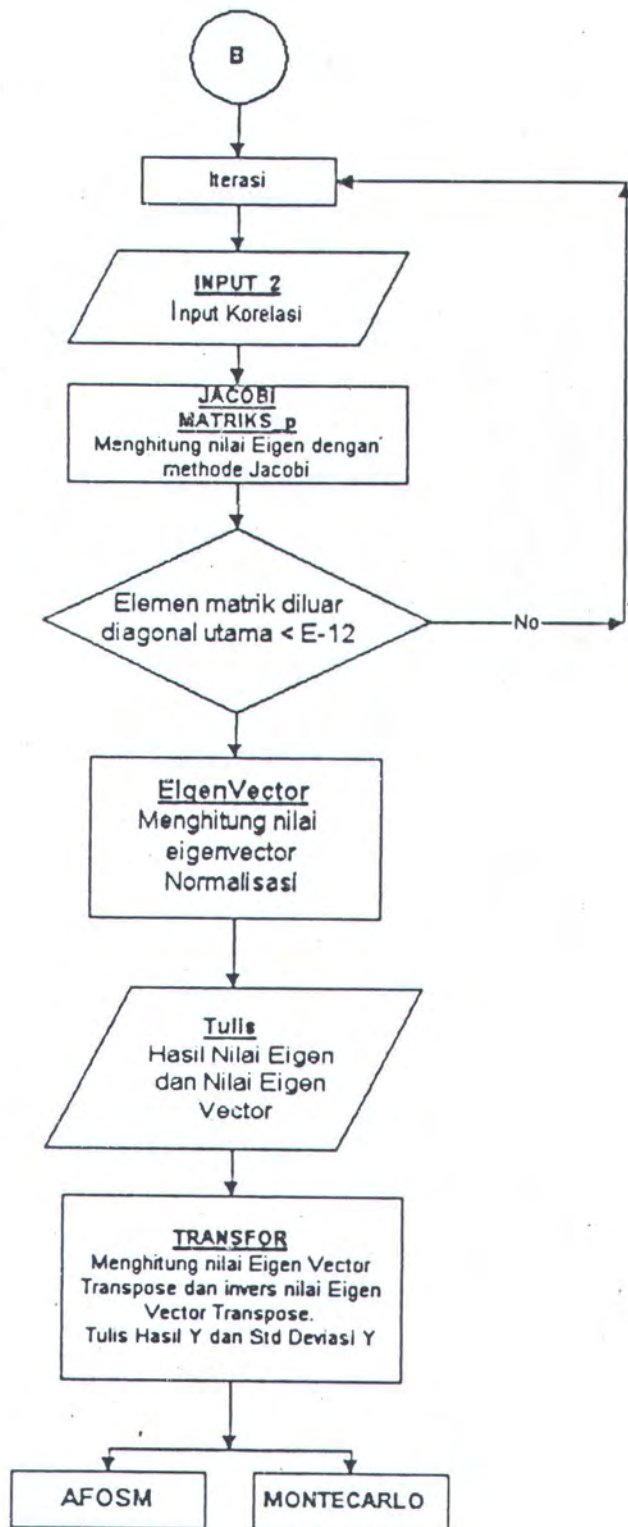 B
Iterasi
INPUT 2
Input Korelasi
JACOBI
MATRIKS p
Menghitung nilai Eigen dengan
methode Jacobi
Elemen matrik diluar
diagonal utama < E-12
No
EigenVector
Menghitung nilai
eigenvector
Normalisasi
Tulis
Hasil Nilai Eigen
dan Nilai Eigen
Vector
TRANSFOR
Menghitung nilai Eigen Vector
Transpose dan invers nilai Eigen
Vector Transpose.
Tulis Hasil Y dan Std Deviasi Y
AFOSM
MONTECARLO